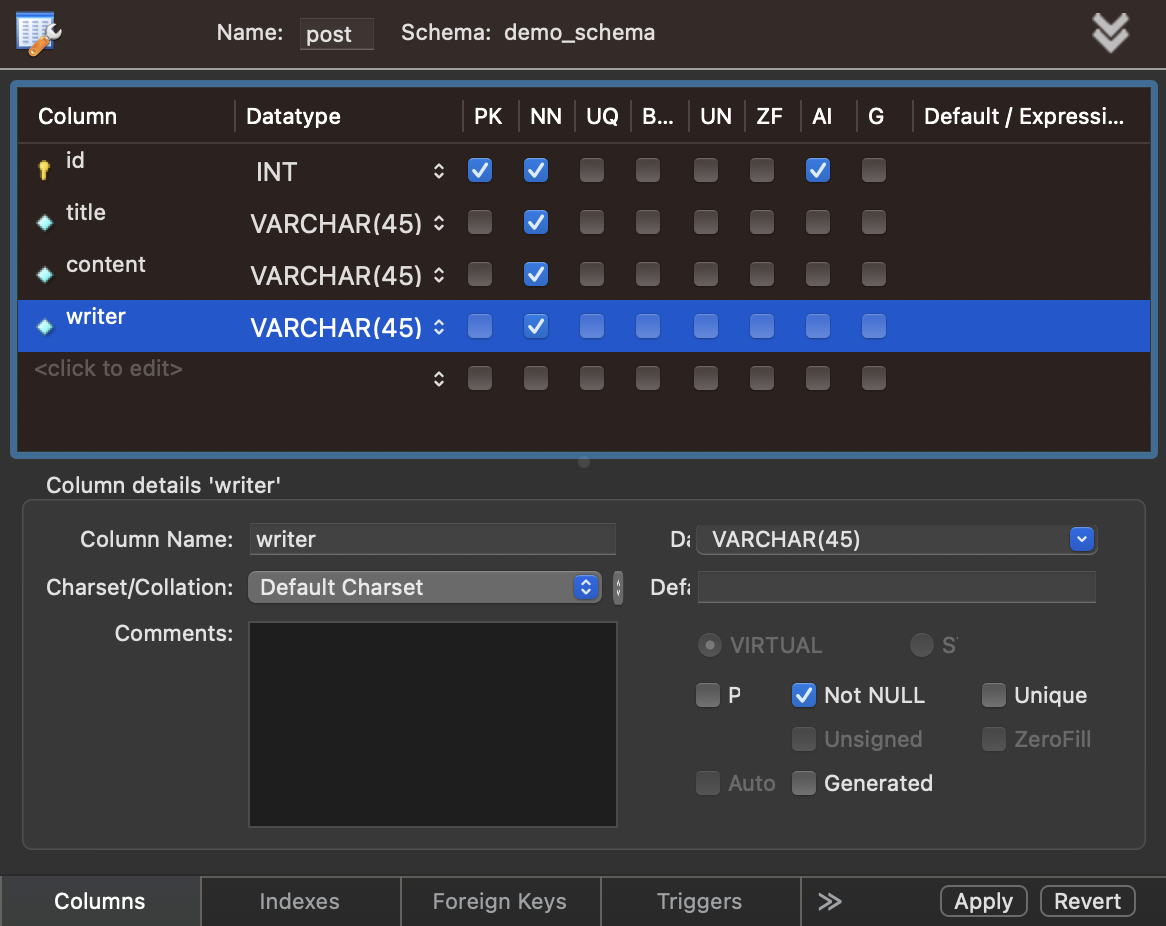 Name: post Schema: demo_schema
Column Datatype PK NN UQ B... UN ZF AI G Default / Expressi...
id INT
title VARCHAR(45)
content VARCHAR(45)
writer VARCHAR(45)
<click to edit>
Column details 'writer'
Column Name: writer Da VARCHAR(45)
Charset/Collation: Default Charset Defa
Comments:
VIRTUAL S
P Not NULL Unique
Unsigned ZeroFill
Auto Generated
Columns Indexes Foreign Keys Triggers Apply Revert